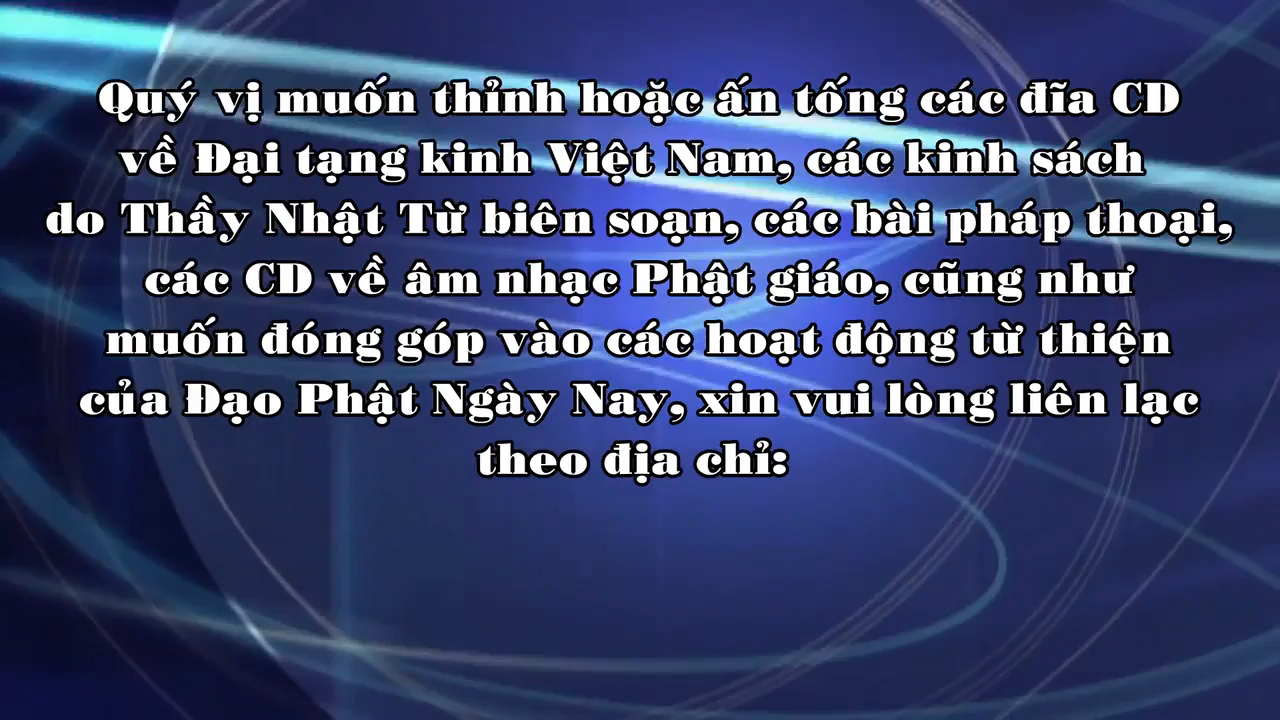 Quý vị muốn thỉnh hoặc ấn tống các đĩa CD
về Đại tạng kinh Việt Nam, các kinh sách
do Thầy Nhật Từ biên soạn, các bài pháp thoại,
các CD về âm nhạc Phật giáo, cũng như
muốn đóng góp vào các hoạt động từ thiện
của Đạo Phật Ngày Nay, xin vui lòng liên lạc
theo địa chỉ: